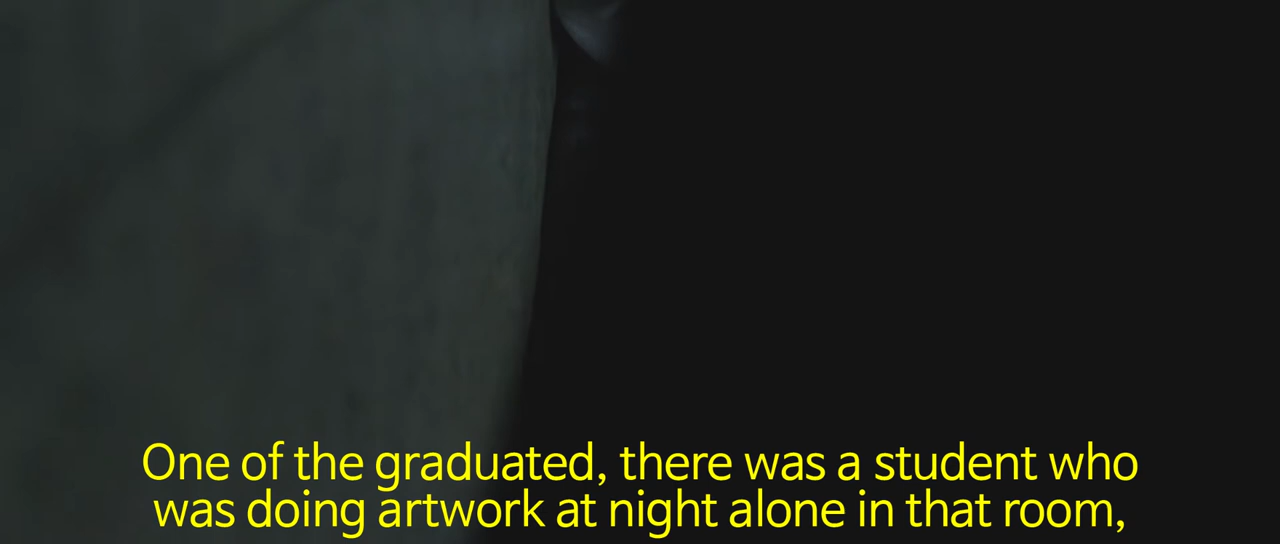 One of the graduated, there was a student who
was doing artwork at night alone in that room,